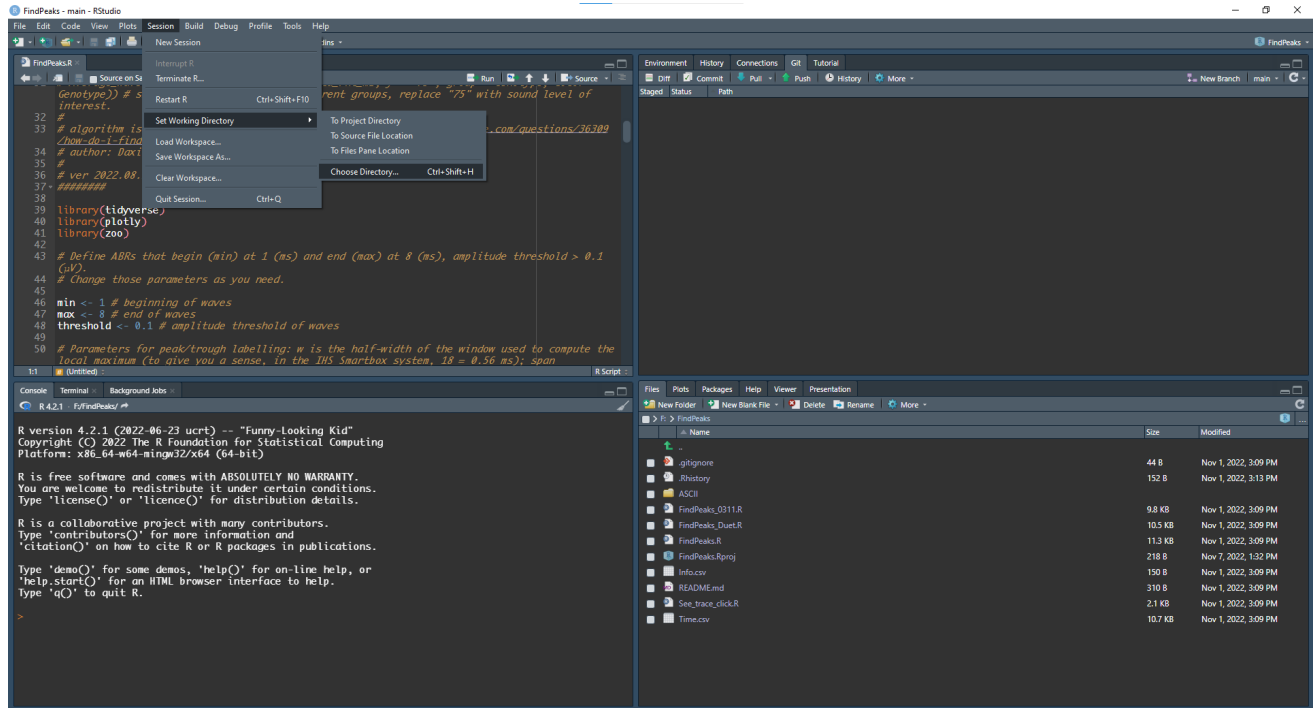 FindPeaks - main - RStudio
File Edit Code View Plots Session Build Debug Profile Tools Help
New Session
Interrupt R
Terminate R...
Restart R Ctrl+Shift+F10
Set Working Directory
Load Workspace...
Save Workspace As...
Clear Workspace...
Quit Session... Ctrl+Q
To Project Directory
To Source File Location
To Files Pane Location
Choose Directory... Ctrl+Shift+H
FindPeaks
FindPeaks.R
Source on Sa
Run Source
Genotype)) # s rent groups, replace "75" with sound level of
interest.
32 #
33 # algorithm is e.com/questions/36309
/how-do-i-find
34 # author: Daxi
35 #
36 # ver 2022.08.
37 ########
38
39 library(tidyverse)
40 library(plotly)
41 library(zoo)
42
43 # Define ABRs that begin (min) at 1 (ms) and end (max) at 8 (ms), amplitude threshold > 0.1
(μV).
44 # Change those parameters as you need.
45
46 min <- 1 # beginning of waves
47 max <- 8 # end of waves
48 threshold <- 0.1 # amplitude threshold of waves
49
50 # Parameters for peak/trough labelling: w is the half-width of the window used to compute the
local maximum (to give you a sense, in the IHS Smartbox system, 18 = 0.56 ms); span
1:1 (Untitled) R Script
Console Terminal Background Jobs
R 4.2.1 · F:/FindPeaks/
R version 4.2.1 (2022-06-23 ucrt) -- "Funny-Looking Kid"
Copyright (C) 2022 The R Foundation for Statistical Computing
Platform: x86_64-w64-mingw32/x64 (64-bit)
R is free software and comes with ABSOLUTELY NO WARRANTY.
You are welcome to redistribute it under certain conditions.
Type 'license()' or 'licence()' for distribution details.
R is a collaborative project with many contributors.
Type 'contributors()' for more information and
'citation()' on how to cite R or R packages in publications.
Type 'demo()' for some demos, 'help()' for on-line help, or
'help.start()' for an HTML browser interface to help.
Type 'q()' to quit R.
>
Environment History Connections Git Tutorial
Diff Commit Pull Push History More New Branch main
Staged Status Path
Files Plots Packages Help Viewer Presentation
New Folder New Blank File Delete Rename More
F: FindPeaks
Name Size Modified
..
.gitignore 44 B Nov 1, 2022, 3:09 PM
.Rhistory 152 B Nov 1, 2022, 3:13 PM
ASCII
FindPeaks_0311.R 9.8 KB Nov 1, 2022, 3:09 PM
FindPeaks_Duet.R 10.5 KB Nov 1, 2022, 3:09 PM
FindPeaks.R 11.3 KB Nov 1, 2022, 3:09 PM
FindPeaks.Rproj 218 B Nov 7, 2022, 1:32 PM
Info.csv 150 B Nov 1, 2022, 3:09 PM
README.md 310 B Nov 1, 2022, 3:09 PM
See_trace_click.R 2.1 KB Nov 1, 2022, 3:09 PM
Time.csv 10.7 KB Nov 1, 2022, 3:09 PM